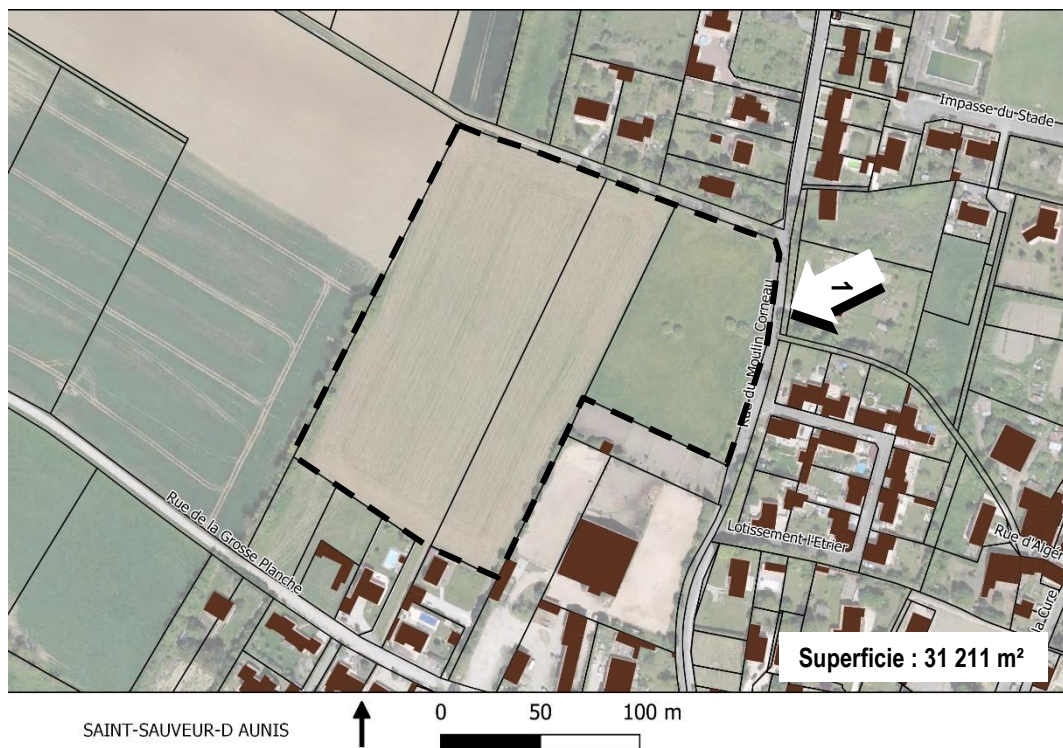 Impasse du Stade
1
Rue du Moulin Corneau
Rue de la Grosse Planche
Lotissement l'Etrier
Rue d'Alger
la Cure
Superficie : 31 211 m²
SAINT-SAUVEUR-D AUNIS
0 50 100 m